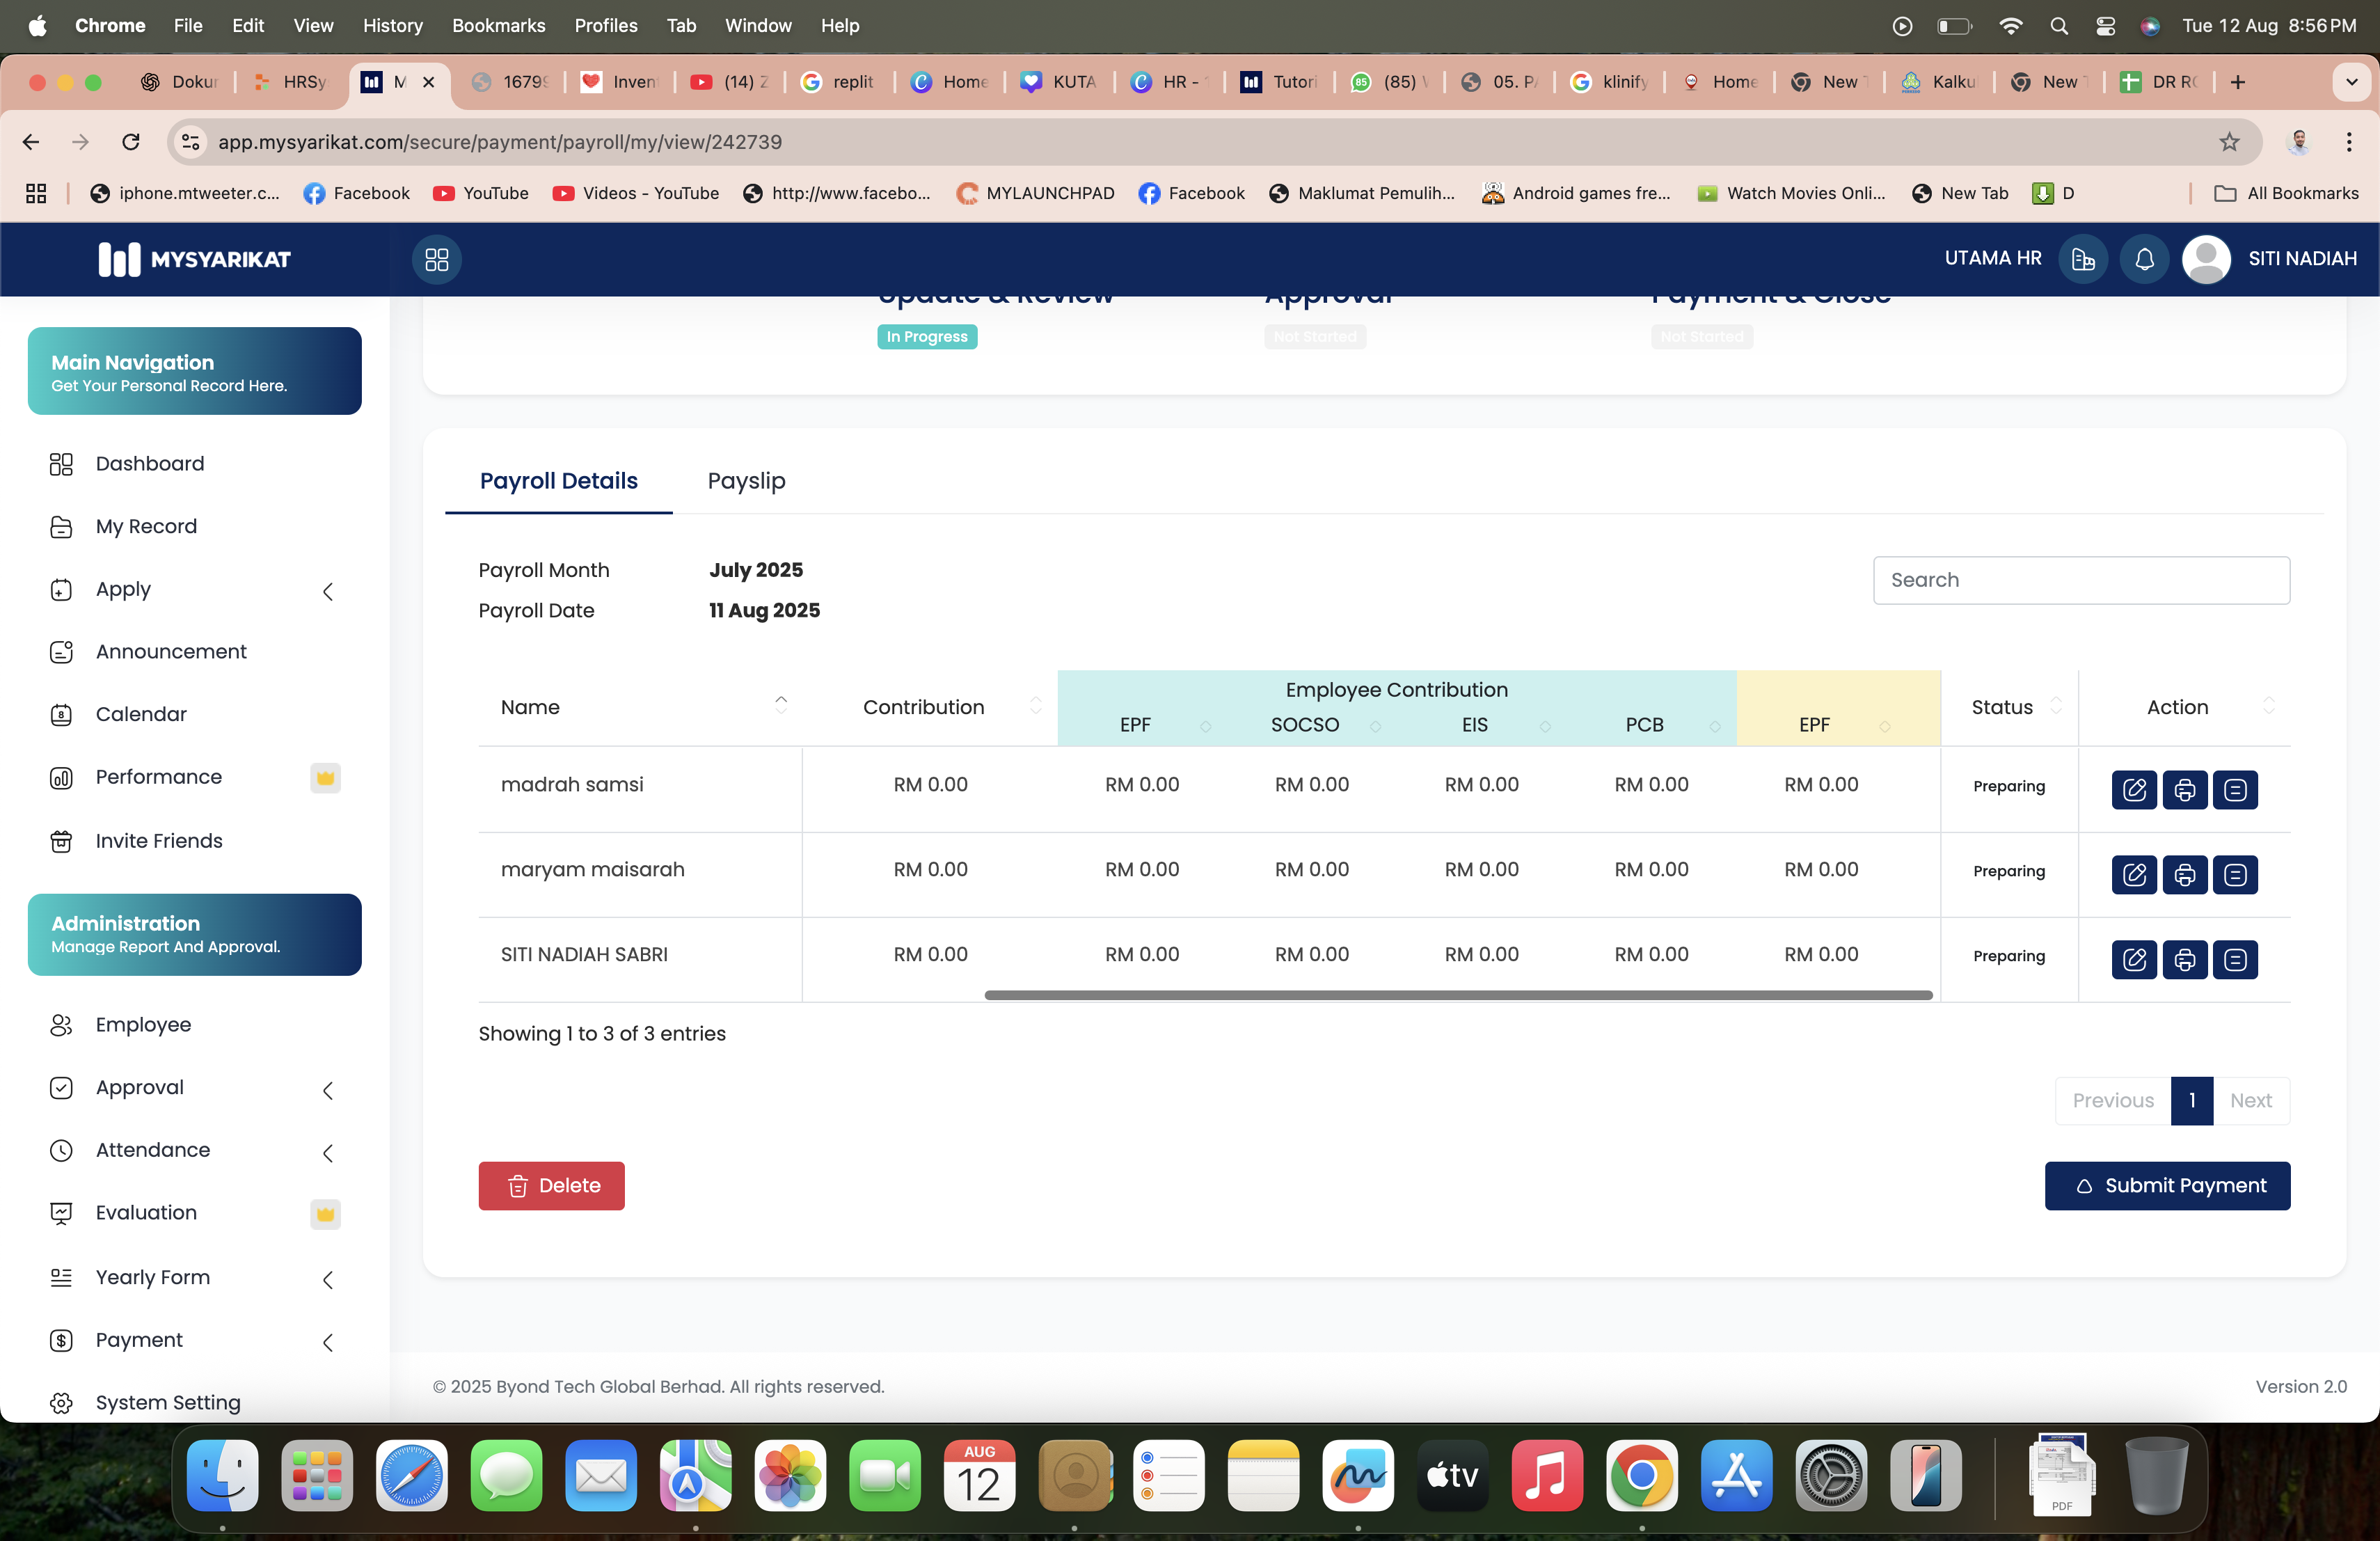 Chrome File Edit View History Bookmarks Profiles Tab Window Help Tue 12 Aug 8:56 PM
Dokur HRSy M 1679 Inven (14) Z replit Home KUTA HR - Tutori (85) 05. P klinify Home New Kalku New DR RC
app.mysyarikat.com/secure/payment/payroll/my/view/242739
iphone.mtweeter.c... Facebook YouTube Videos - YouTube http://www.facebo... MYLAUNCHPAD Facebook Maklumat Pemulih... Android games fre... Watch Movies Onli... New Tab D All Bookmarks
MYSYARIKAT UTAMA HR SITI NADIAH
Update & Review Approval Payment & Close
In Progress Not Started Not Started
Main Navigation
Get Your Personal Record Here.
Dashboard
My Record
Apply
Announcement
Calendar
Performance
Invite Friends
Administration
Manage Report And Approval.
Employee
Approval
Attendance
Evaluation
Yearly Form
Payment
System Setting
Payroll Details Payslip
Payroll Month July 2025
Payroll Date 11 Aug 2025
Search
Employee Contribution
Name Contribution EPF SOCSO EIS PCB EPF Status Action
madrah samsi RM 0.00 RM 0.00 RM 0.00 RM 0.00 RM 0.00 RM 0.00 Preparing
maryam maisarah RM 0.00 RM 0.00 RM 0.00 RM 0.00 RM 0.00 RM 0.00 Preparing
SITI NADIAH SABRI RM 0.00 RM 0.00 RM 0.00 RM 0.00 RM 0.00 RM 0.00 Preparing
Showing 1 to 3 of 3 entries
Previous 1 Next
Delete Submit Payment
© 2025 Byond Tech Global Berhad. All rights reserved. Version 2.0
AUG
12
tv
PDF